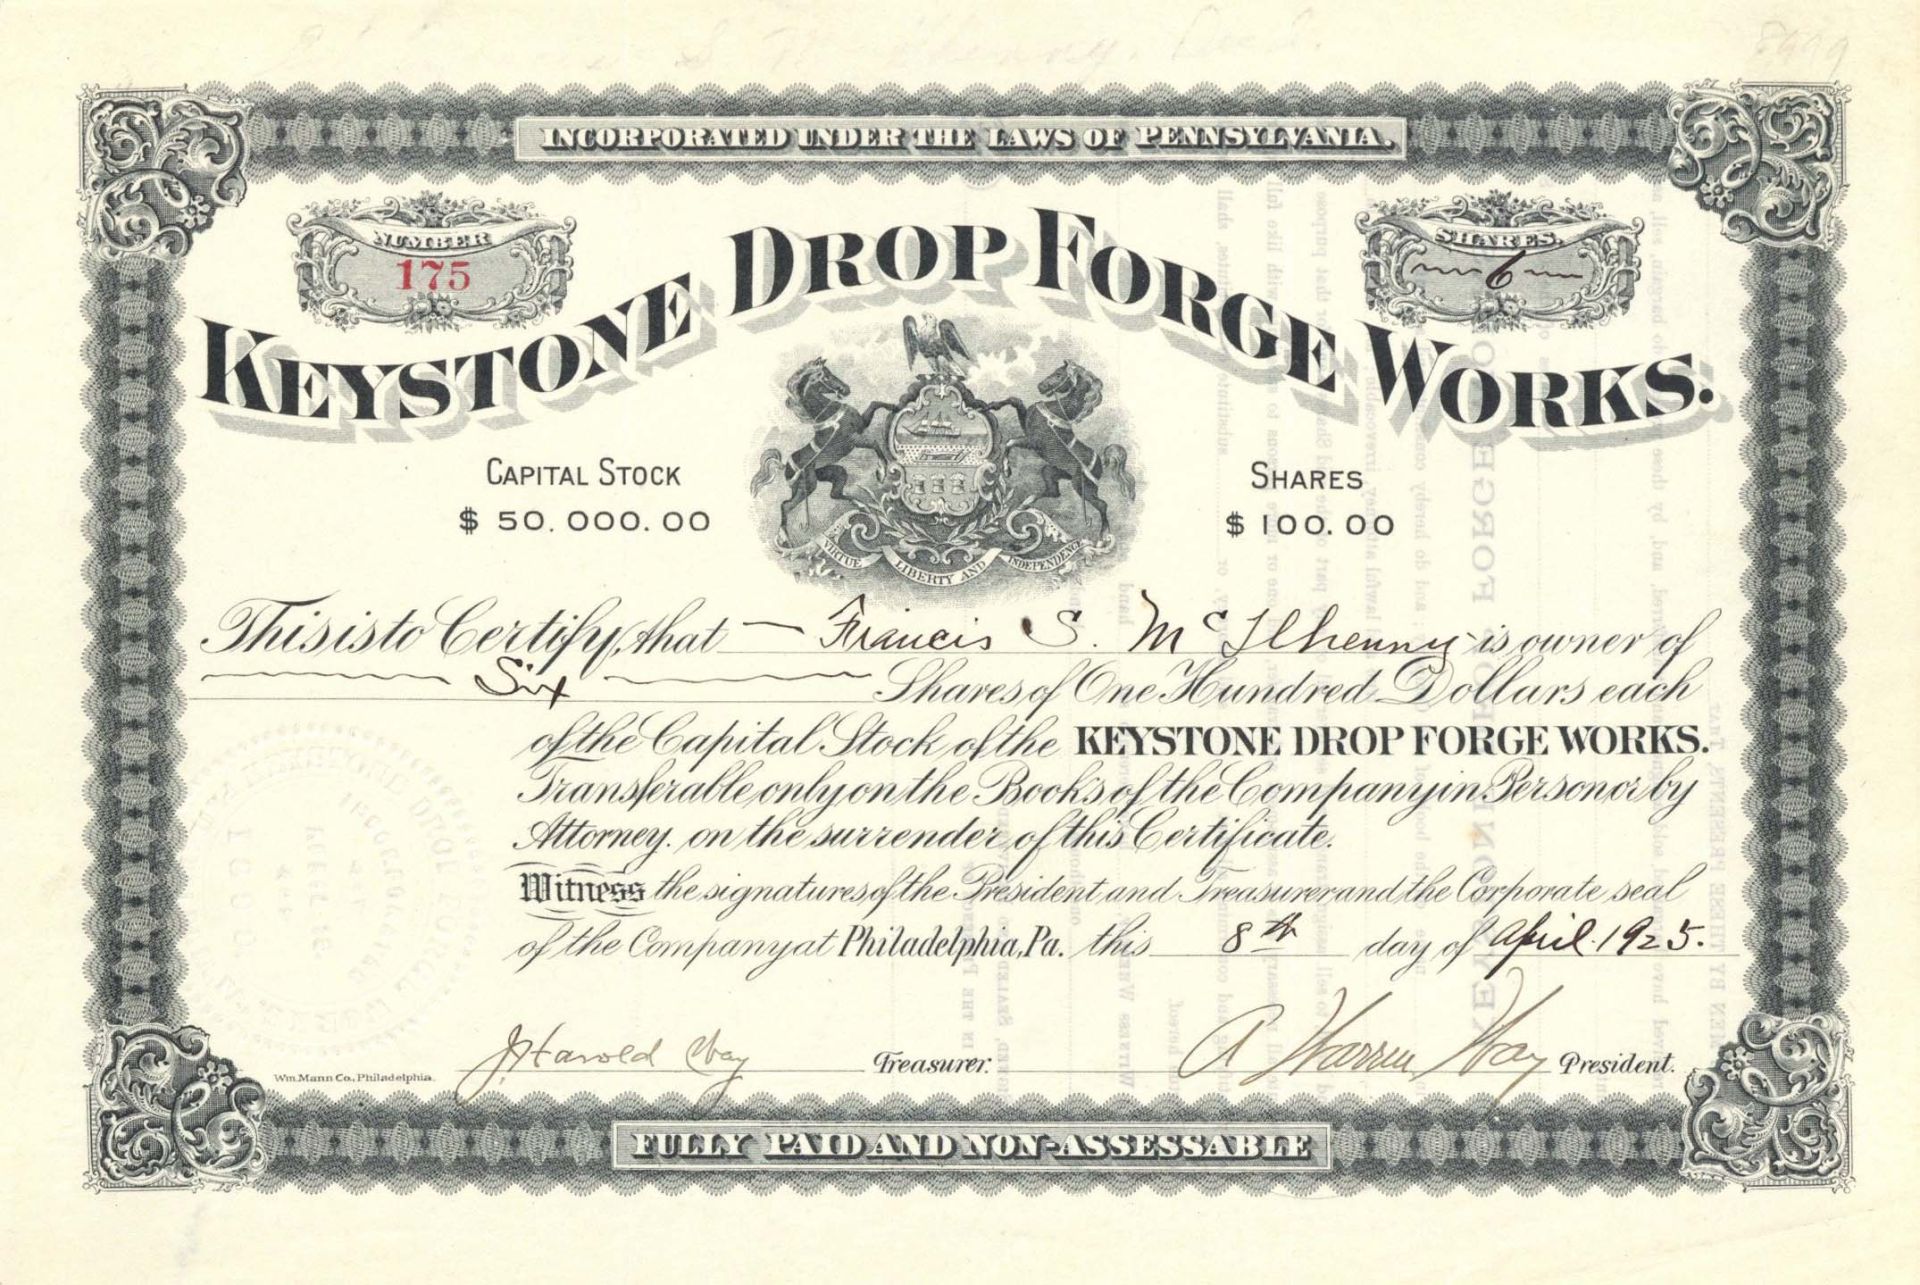 INCORPORATED UNDER THE LAWS OF PENNSYLVANIA.
NUMBER
175
SHARES.
6
KEYSTONE DROP FORGE WORKS.
CAPITAL STOCK
$ 50.000.00
SHARES
$ 100.00
VIRTUE LIBERTY AND INDEPENDENCE
This is to Certify, that Francis S. McIlhenny is owner of
Six Shares of One Hundred Dollars each
of the Capital Stock of the KEYSTONE DROP FORGE WORKS.
Transferable only on the Books of the Company in Person or by
Attorney. on the surrender of this Certificate.
Witness the signatures of the President and Treasurer and the Corporate seal
of the Company at Philadelphia, Pa. this 8th day of April 1925.
J. Harold Hay Treasurer.
A Warren Hay President.
Wm. Mann Co., Philadelphia.
FULLY PAID AND NON-ASSESSABLE